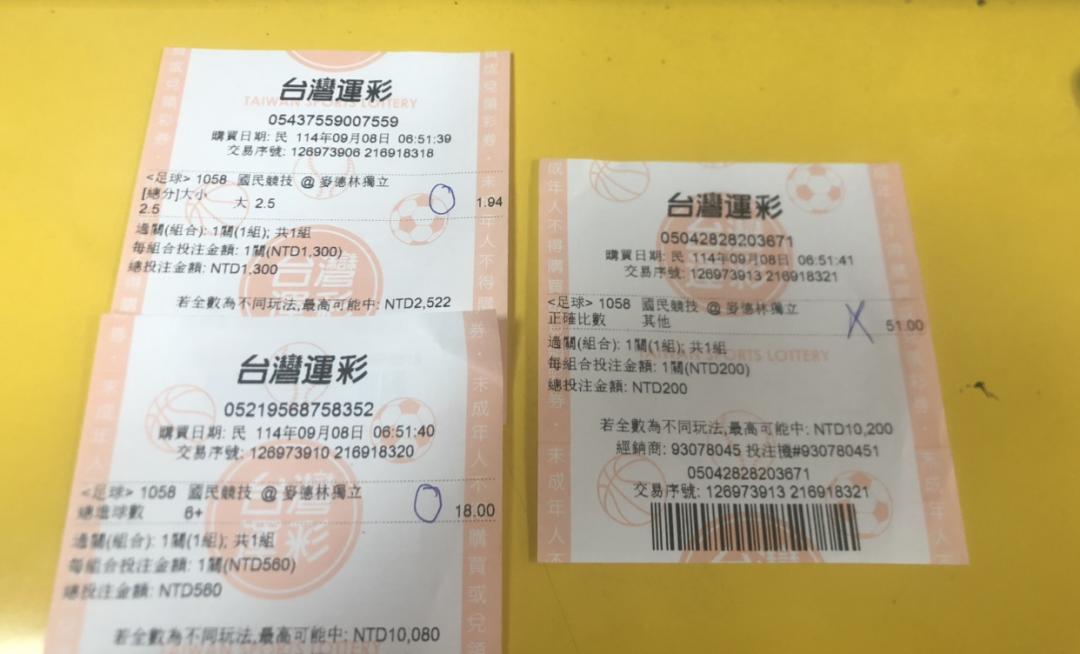 台灣運彩
TAIWAN SPORTS LOTTERY
05437559007559
購買日期: 民 114年09月08日 06:51:39
交易序號: 126973906 216918318
<足球> 1058 國民競技 @ 麥德林獨立
[總分]大小 大 2.5 1.94
2.5
過關(組合): 1關(1組); 共1組
每組合投注金額: 1關(NTD1,300)
總投注金額: NTD1,300
若全數為不同玩法,最高可能中: NTD2,522
台灣運彩
05219568758352
購買日期: 民 114年09月08日 06:51:40
交易序號: 126973910 216918320
<足球> 1058 國民競技 @ 麥德林獨立
總進球數 6+ 18.00
過關(組合): 1關(1組); 共1組
每組合投注金額: 1關(NTD560)
總投注金額: NTD560
若全數為不同玩法,最高可能中: NTD10,080
台灣運彩
05042828203671
購買日期: 民 114年09月08日 06:51:41
交易序號: 126973913 216918321
<足球> 1058 國民競技 @ 麥德林獨立
正確比數 其他 X 51.00
過關(組合): 1關(1組); 共1組
TAIWAN SPORTS LOTTERY
每組合投注金額: 1關(NTD200)
總投注金額: NTD200
若全數為不同玩法,最高可能中: NTD10,200
經銷商: 93078045 投注機#930780451
05042828203671
交易序號: 126973913 216918321